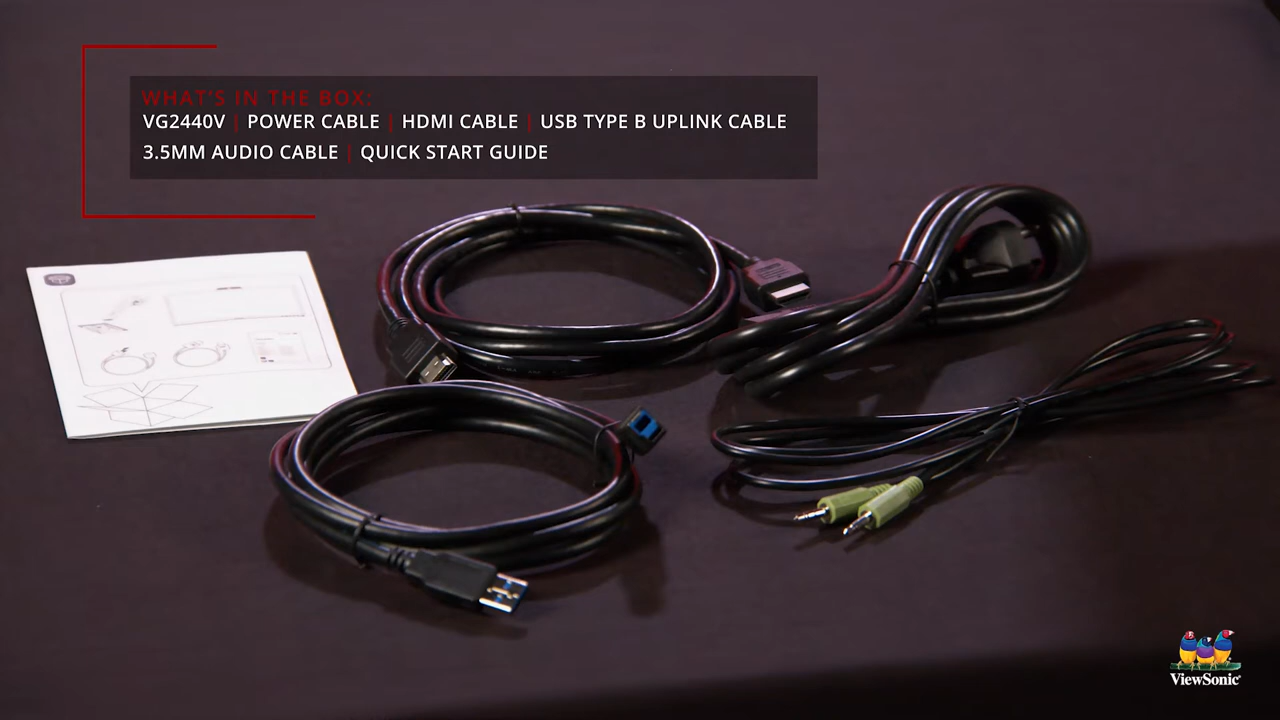 WHAT'S IN THE BOX:
VG2440V | POWER CABLE | HDMI CABLE | USB TYPE B UPLINK CABLE
3.5MM AUDIO CABLE | QUICK START GUIDE
ViewSonic